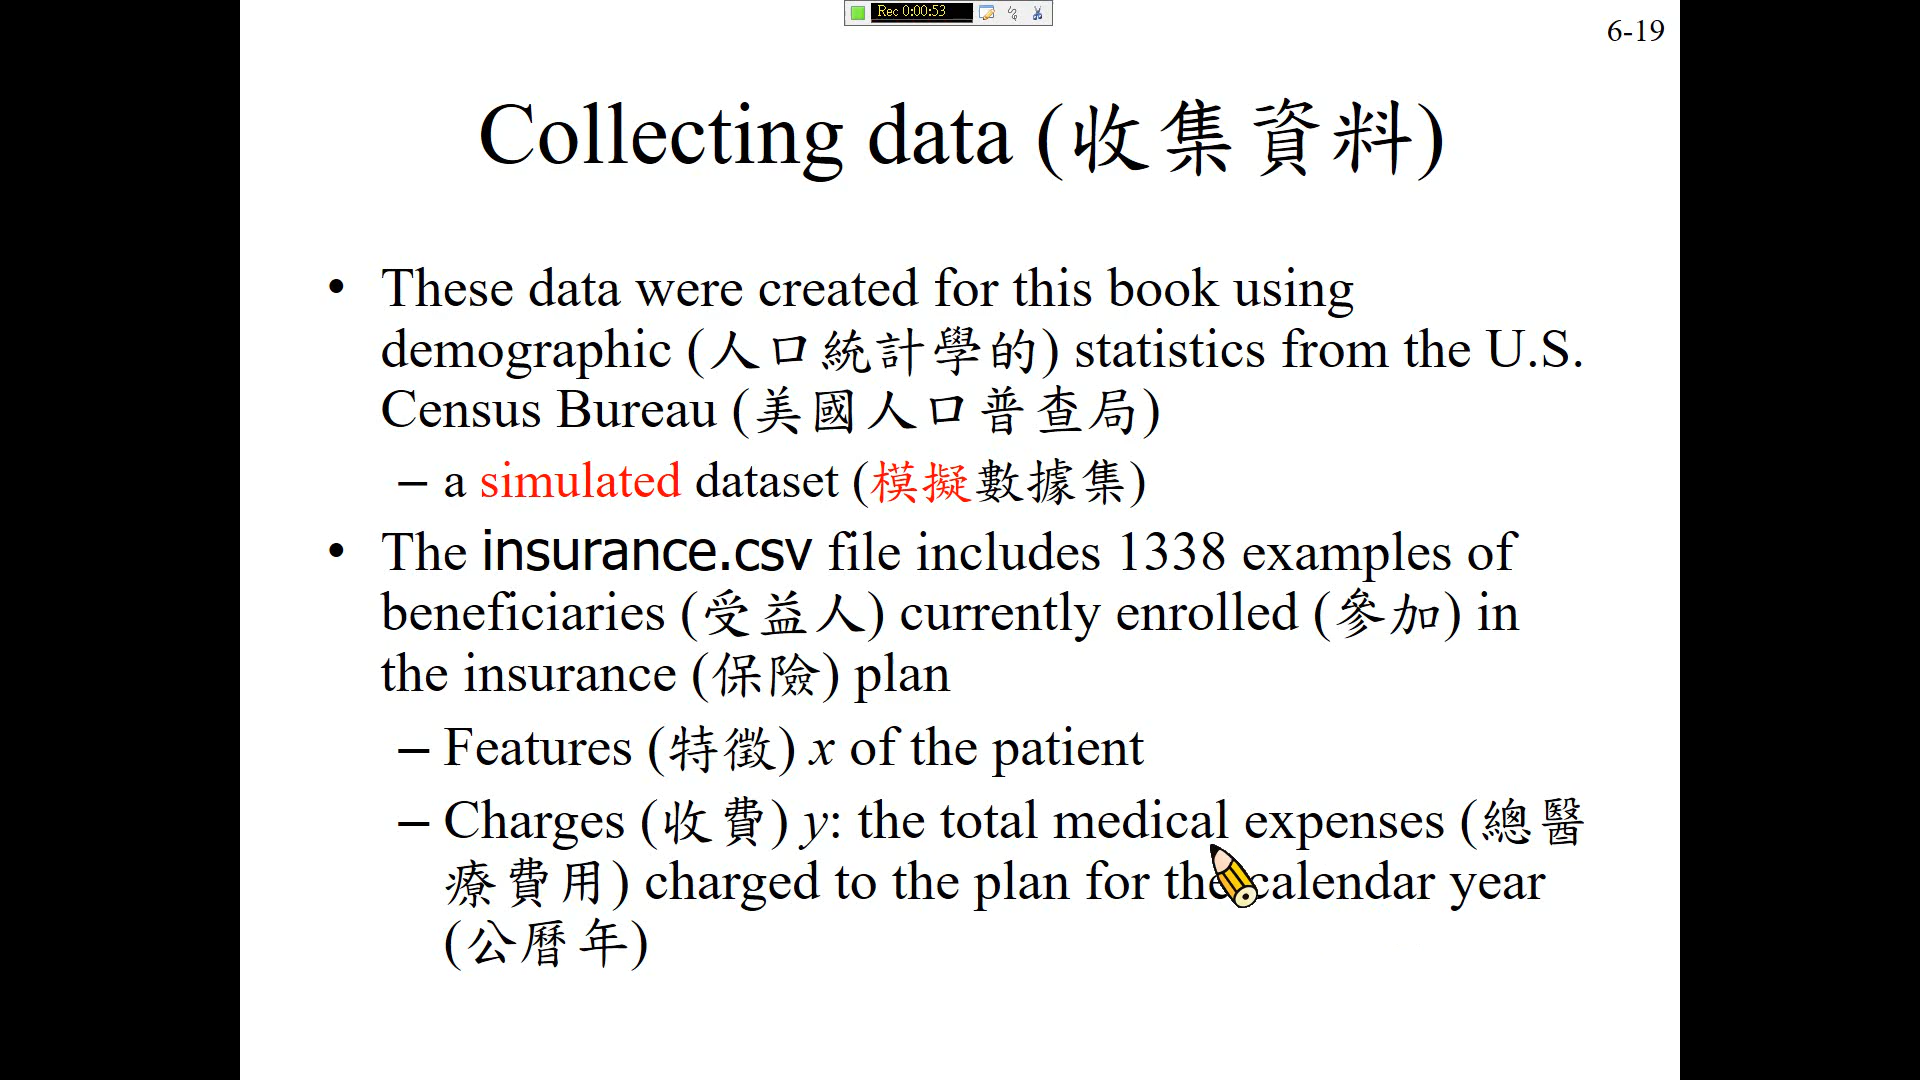 Rec 0:00:53
6-19
Collecting data (收集資料)
• These data were created for this book using
demographic (人口統計學的) statistics from the U.S.
Census Bureau (美國人口普查局)
– a simulated dataset (模擬數據集)
• The insurance.csv file includes 1338 examples of
beneficiaries (受益人) currently enrolled (參加) in
the insurance (保險) plan
– Features (特徵) x of the patient
– Charges (收費) y: the total medical expenses (總醫
療費用) charged to the plan for the calendar year
(公曆年)